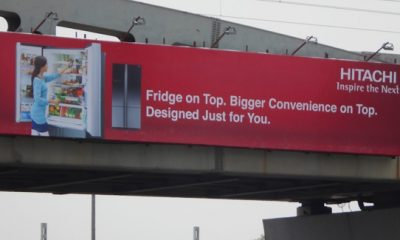 HITACHI
Inspire the Next
Fridge on Top. Bigger Convenience on Top.
Designed Just for You.